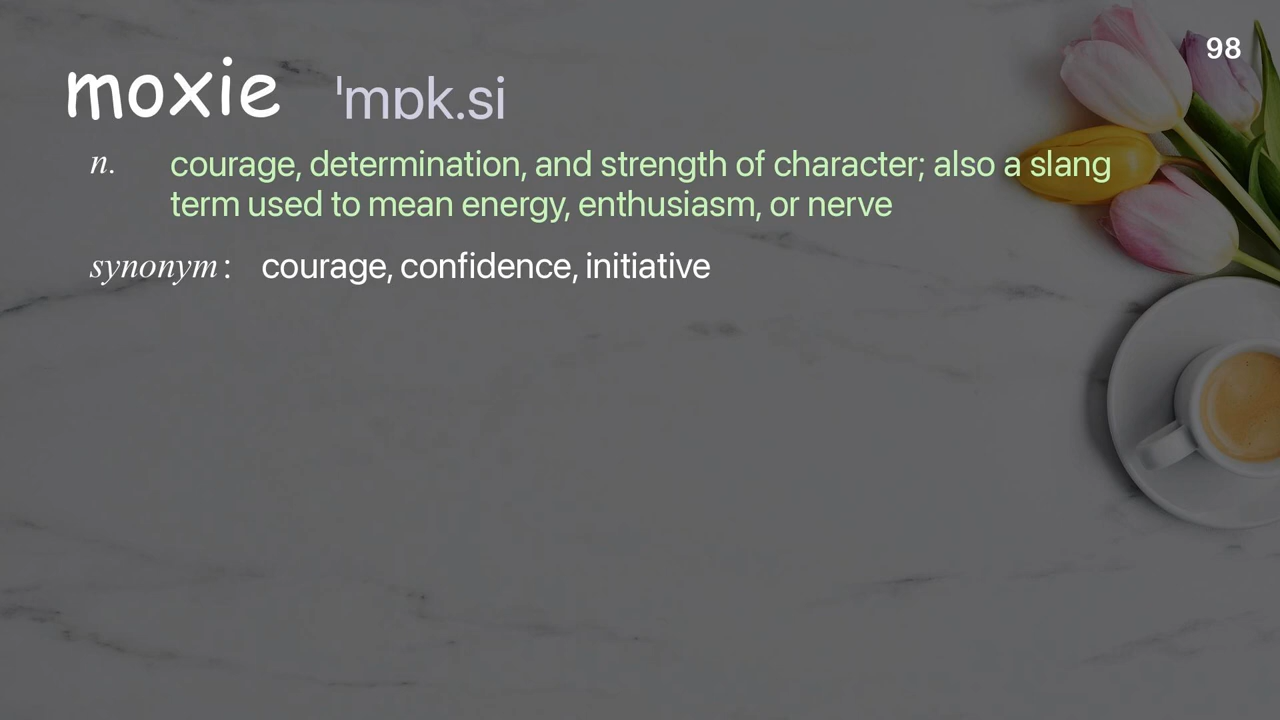 98
moxie ˈmɒk.si
n. courage, determination, and strength of character; also a slang
term used to mean energy, enthusiasm, or nerve
synonym: courage, confidence, initiative